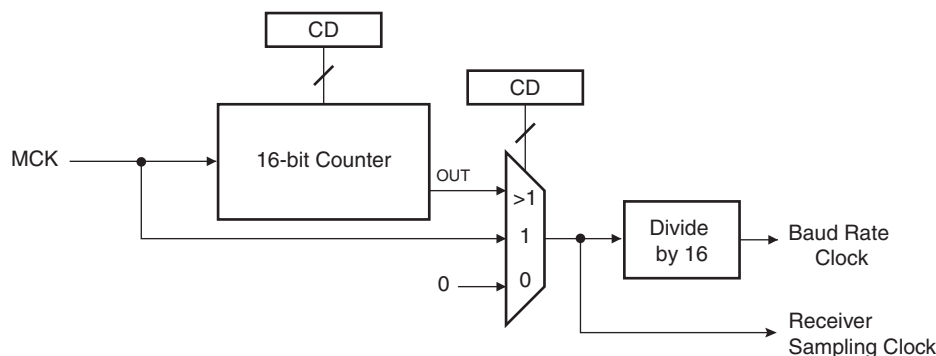 CD
CD
MCK
16-bit Counter
OUT
>1
1
0
0
Divide
by 16
Baud Rate
Clock
Receiver
Sampling Clock